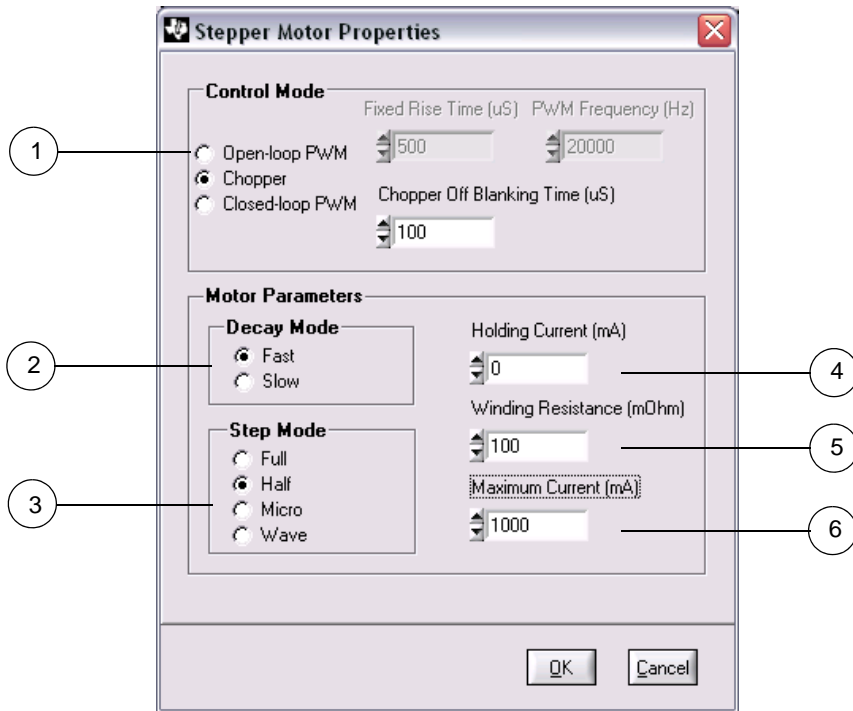 Stepper Motor Properties
Control Mode
Fixed Rise Time (uS) PWM Frequency (Hz)
1
Open-loop PWM
500
20000
Chopper
Closed-loop PWM
Chopper Off Blanking Time (uS)
100
Motor Parameters
Decay Mode
2
Fast
Slow
Step Mode
3
Full
Half
Micro
Wave
Holding Current (mA)
0
4
Winding Resistance (mOhm)
100
5
Maximum Current (mA)
1000
6
OK
Cancel